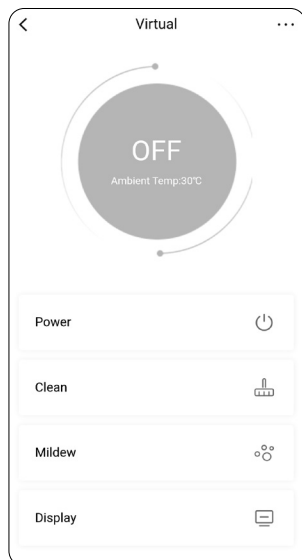 Virtual
OFF
Ambient Temp:30℃
Power
Clean
Mildew
Display